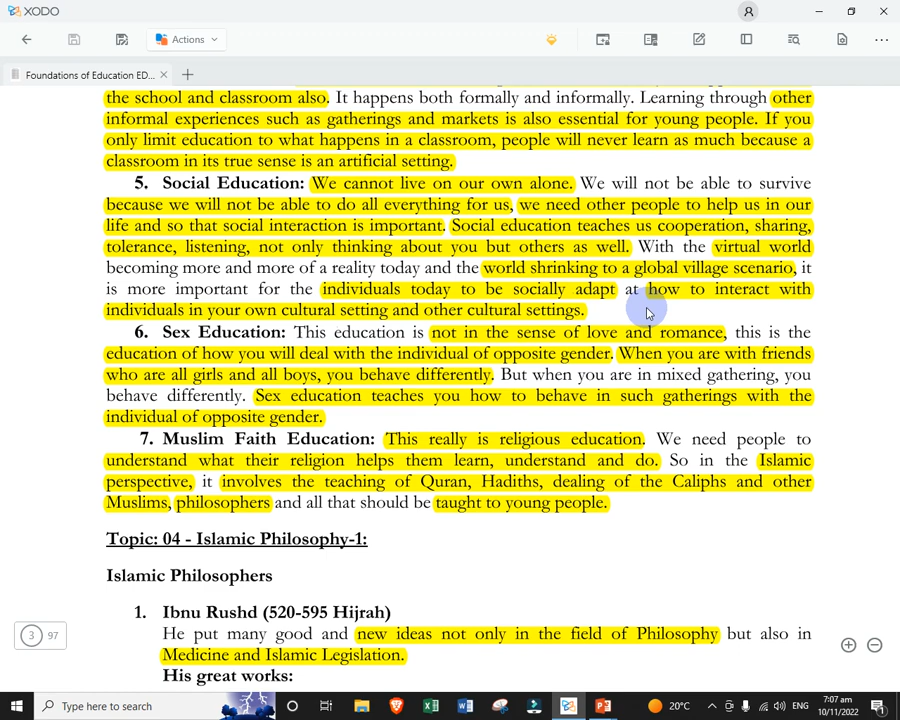 XODO
Actions
Foundations of Education ED...
the school and classroom also. It happens both formally and informally. Learning through other
informal experiences such as gatherings and markets is also essential for young people. If you
only limit education to what happens in a classroom, people will never learn as much because a
classroom in its true sense is an artificial setting.
5. Social Education: We cannot live on our own alone. We will not be able to survive
because we will not be able to do all everything for us, we need other people to help us in our
life and so that social interaction is important. Social education teaches us cooperation, sharing,
tolerance, listening, not only thinking about you but others as well. With the virtual world
becoming more and more of a reality today and the world shrinking to a global village scenario, it
is more important for the individuals today to be socially adapt at how to interact with
individuals in your own cultural setting and other cultural settings.
6. Sex Education: This education is not in the sense of love and romance, this is the
education of how you will deal with the individual of opposite gender. When you are with friends
who are all girls and all boys, you behave differently. But when you are in mixed gathering, you
behave differently. Sex education teaches you how to behave in such gatherings with the
individual of opposite gender.
7. Muslim Faith Education: This really is religious education. We need people to
understand what their religion helps them learn, understand and do. So in the Islamic
perspective, it involves the teaching of Quran, Hadiths, dealing of the Caliphs and other
Muslims, philosophers and all that should be taught to young people.
Topic: 04 - Islamic Philosophy-1:
Islamic Philosophers
1. Ibnu Rushd (520-595 Hijrah)
He put many good and new ideas not only in the field of Philosophy but also in
Medicine and Islamic Legislation.
His great works:
3 97
Type here to search
20°C
ENG
7:07 am
10/11/2022
1